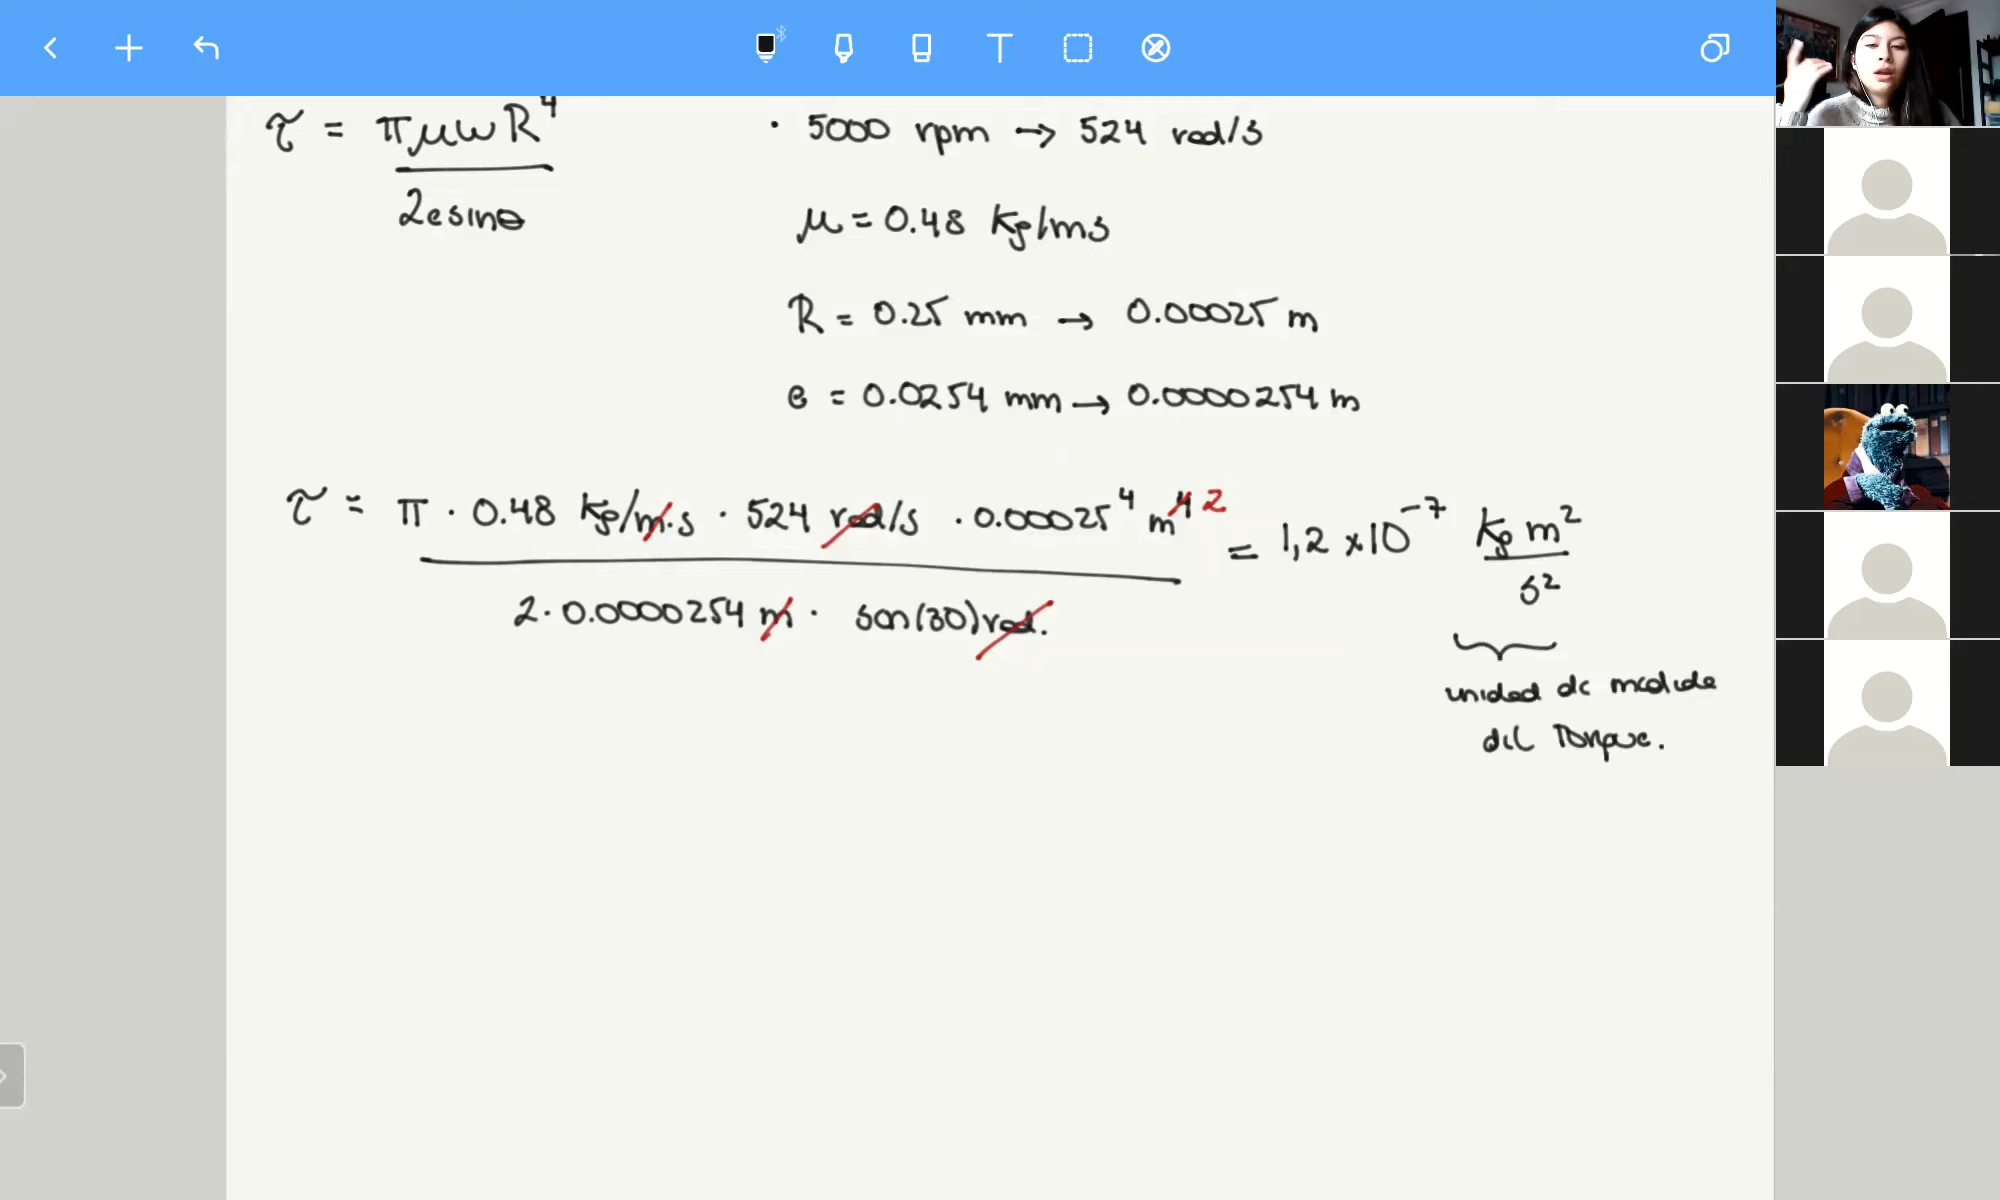 τ = πμωR⁴ / 2esinθ
· 5000 rpm → 524 rad/s
μ = 0.48 Kg/ms
R = 0.25 mm → 0.00025 m
e = 0.0254 mm → 0.0000254 m
τ = π · 0.48 Kg/m·s · 524 rad/s · 0.00025⁴ m⁴ 2 / 2 · 0.0000254 m · sen(30) rad. = 1,2 x10⁻⁷ Kg m² / s²
unidad de medida
del Torque.